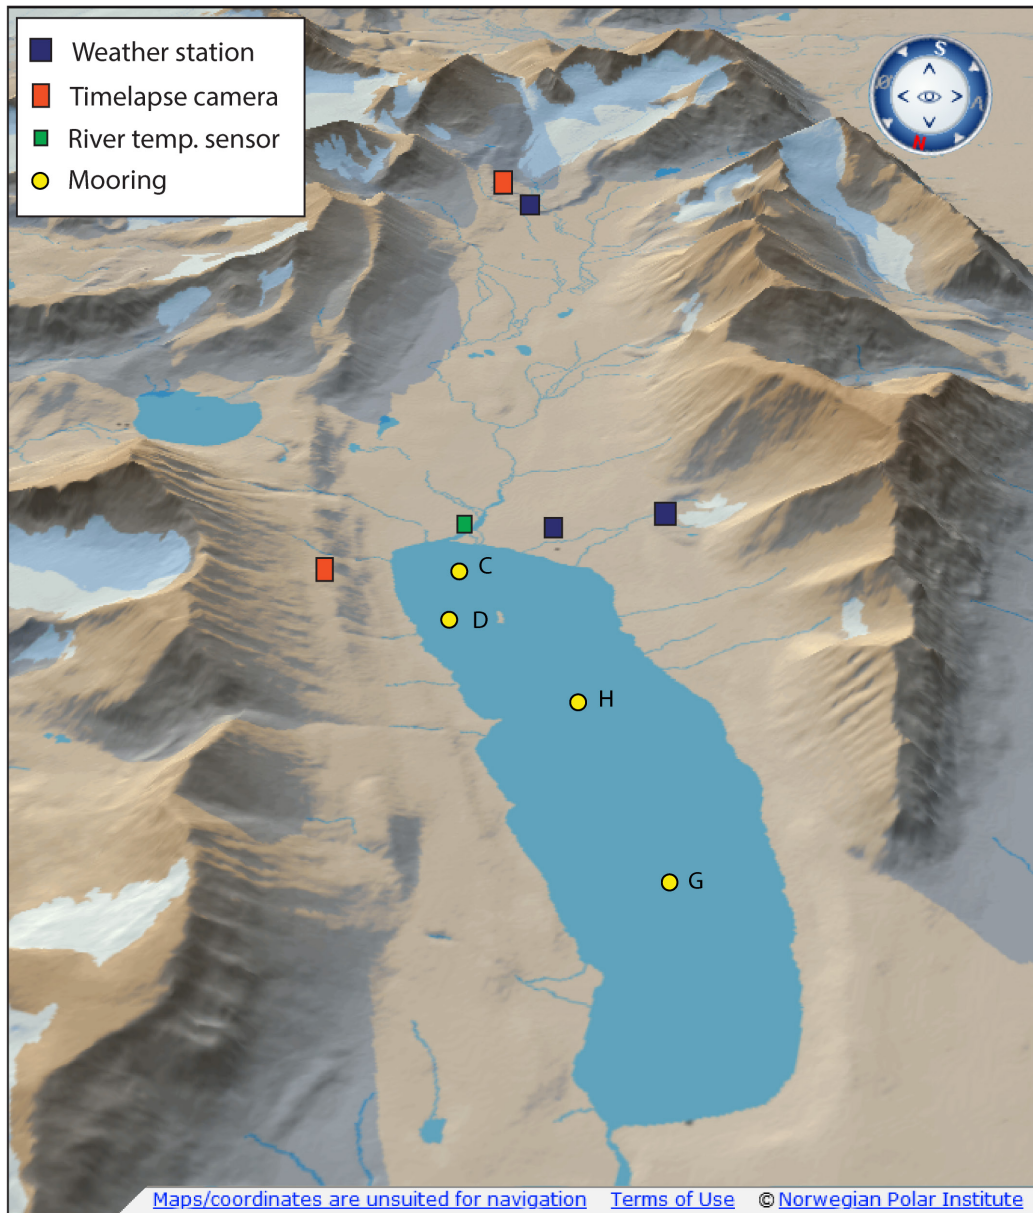 Weather station
Timelapse camera
River temp. sensor
Mooring
S
N
C
D
H
G
Maps/coordinates are unsuited for navigation Terms of Use © Norwegian Polar Institute